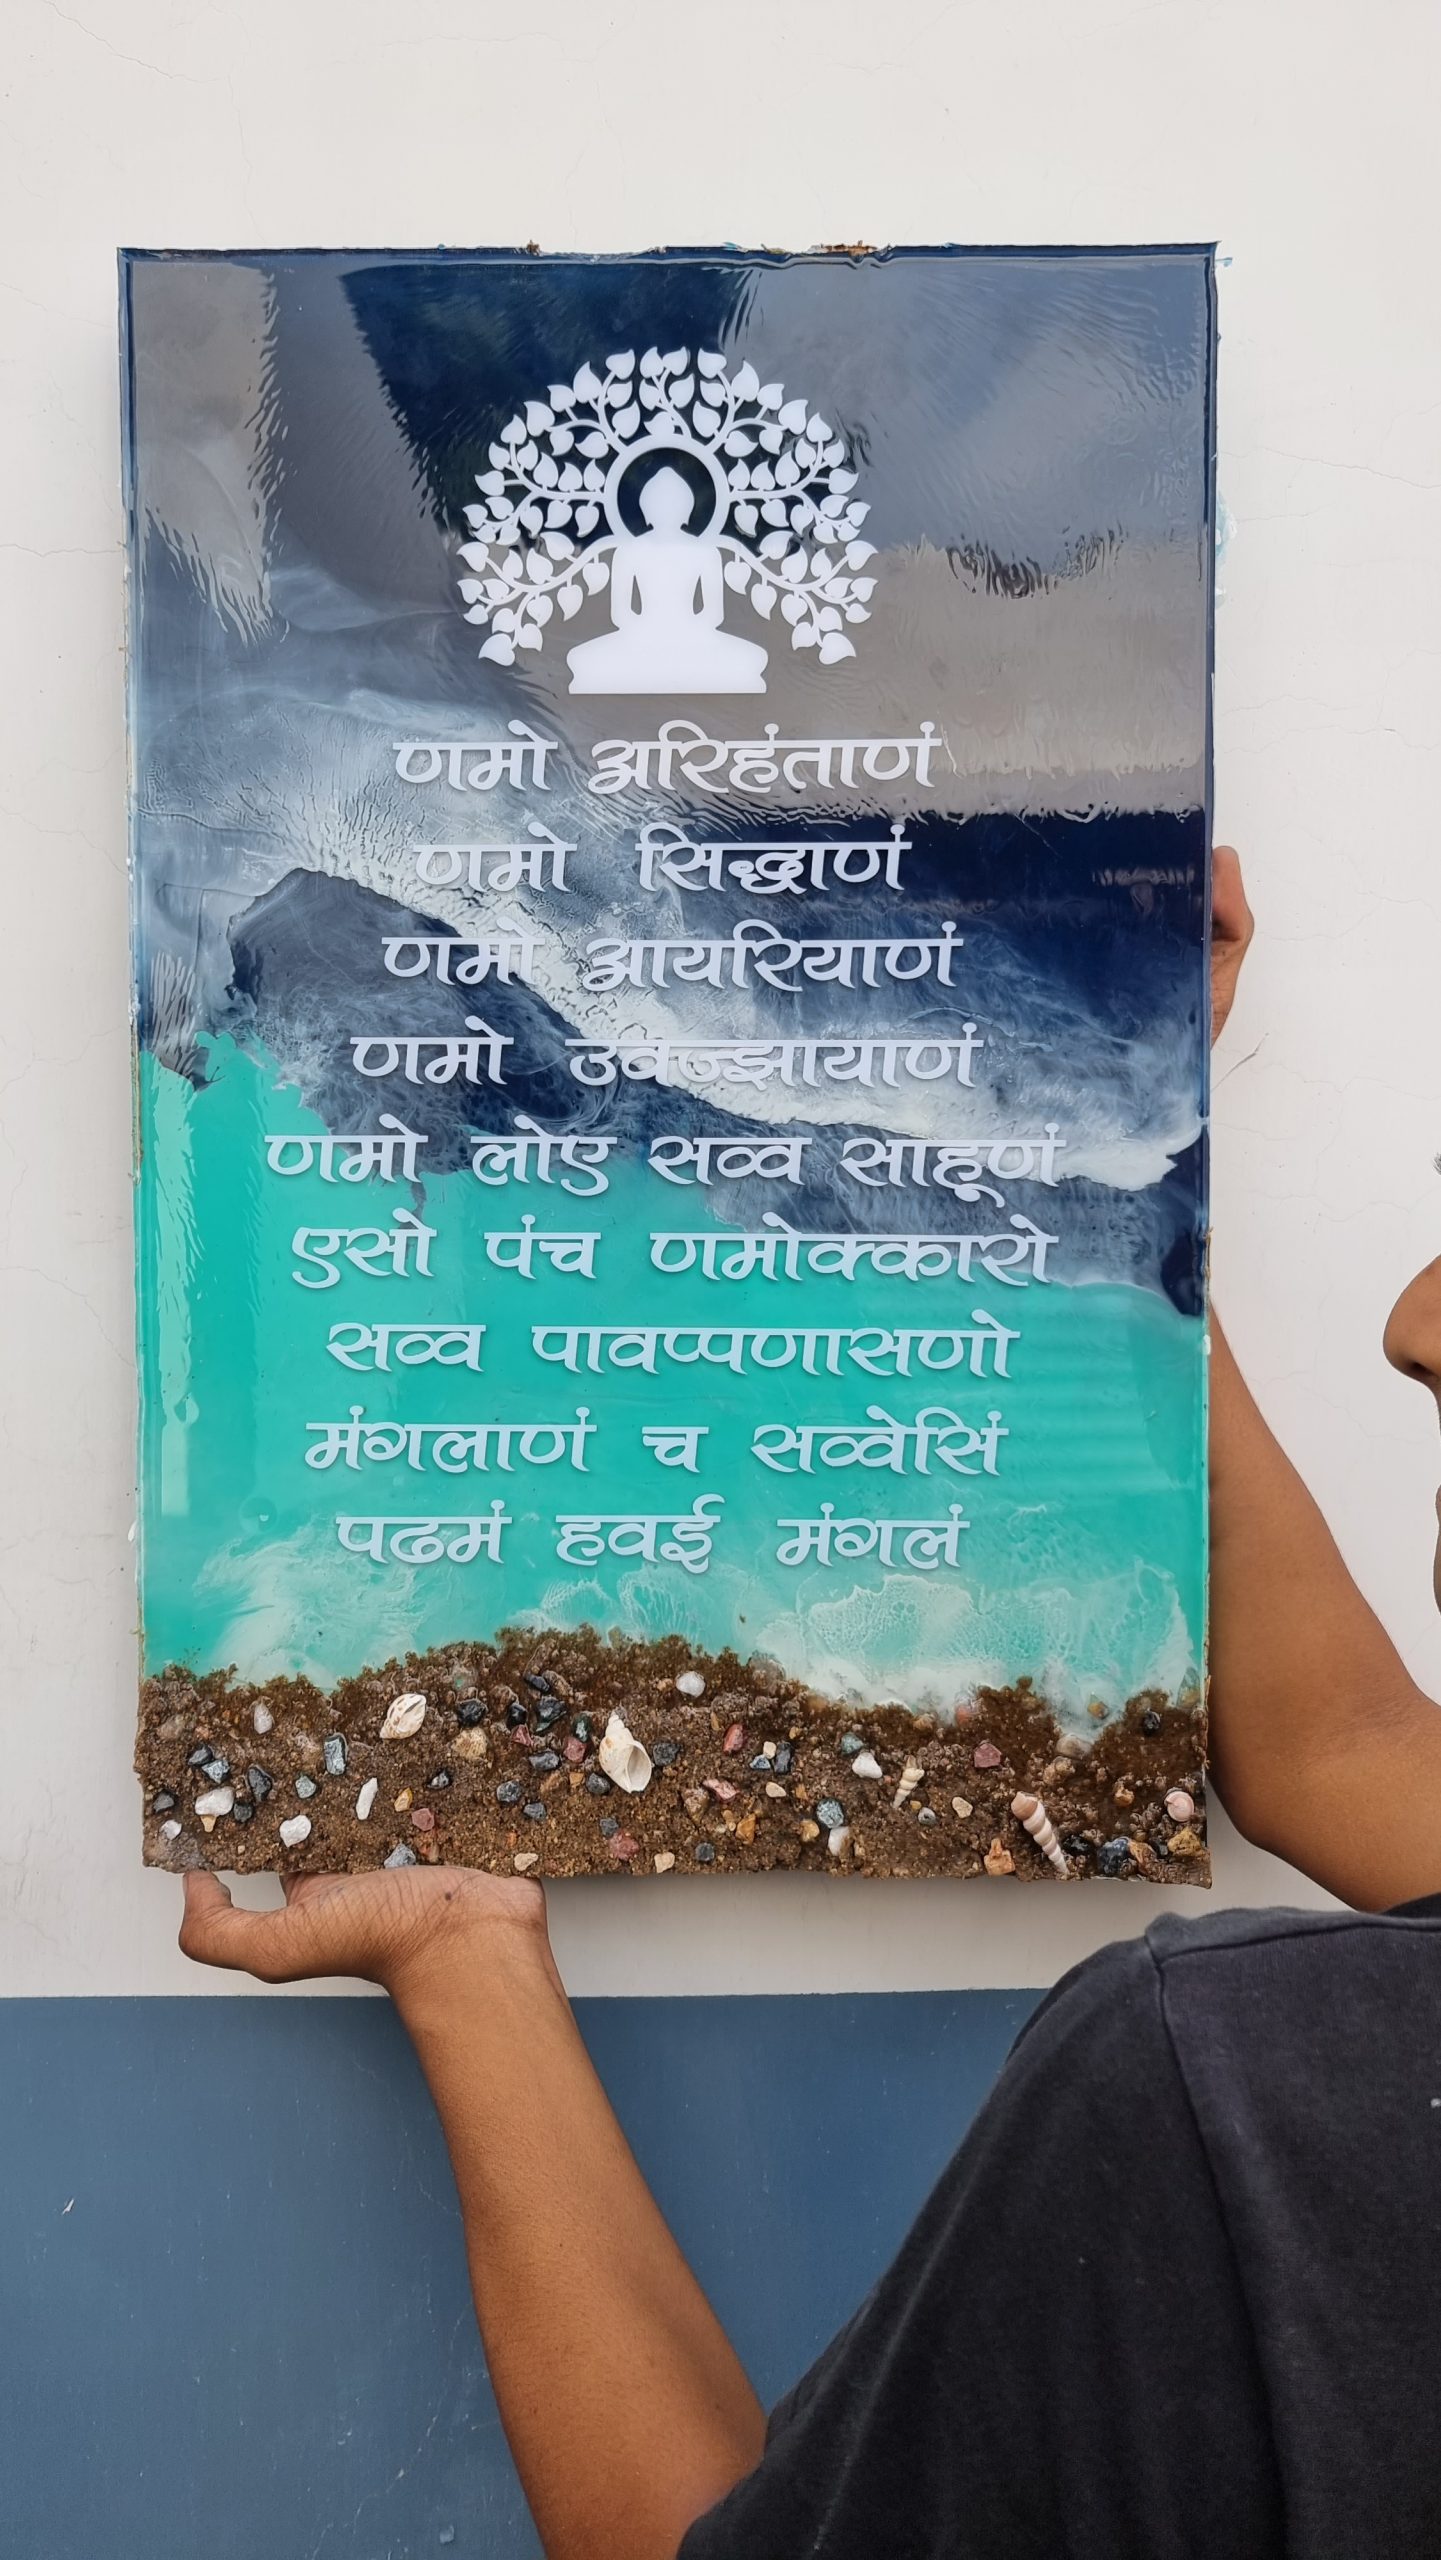 णमो अरिहंताणं
णमो सिद्धाणं
णमो आयरियाणं
णमो उवज्झायाणं
णमो लोए सव्व साहूणं
एसो पंच णमोक्कारो
सव्व पावप्पणासणो
मंगलाणं च सव्वेसिं
पढमं हवई मंगलं